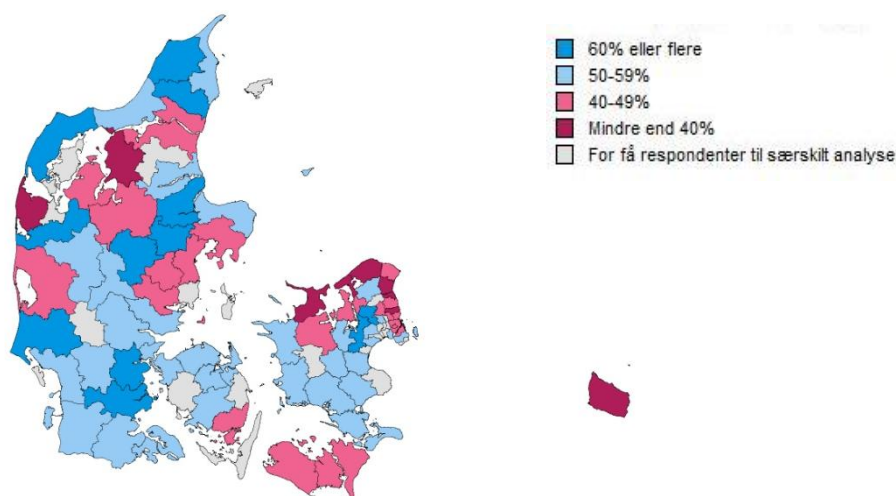 60% eller flere
50-59%
40-49%
Mindre end 40%
For få respondenter til særskilt analyse